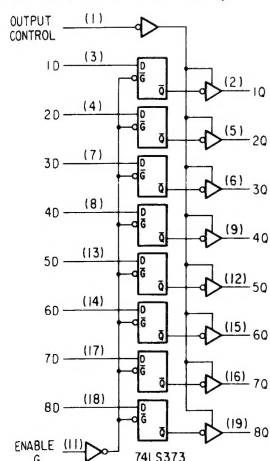 OUTPUT CONTROL (1)
1D (3) D G̅ Q̅ (2) 1Q
2D (4) D G̅ Q̅ (5) 2Q
3D (7) D G̅ Q̅ (6) 3Q
4D (8) D G̅ Q̅ (9) 4Q
5D (13) D G̅ Q̅ (12) 5Q
6D (14) D G̅ Q̅ (15) 6Q
7D (17) D G̅ Q̅ (16) 7Q
8D (18) D G̅ Q̅ (19) 8Q
ENABLE G (11)
74LS373